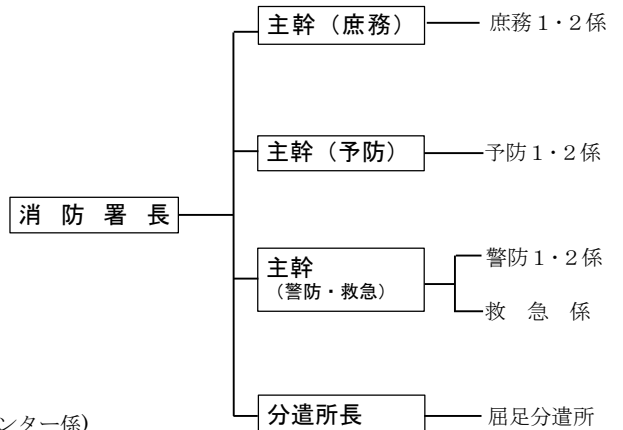 主幹（庶務）
庶務１・２係
主幹（予防）
予防１・２係
消防署長
主幹
（警防・救急）
警防１・２係
救急係
分遣所長
屈足分遣所
ンター係)